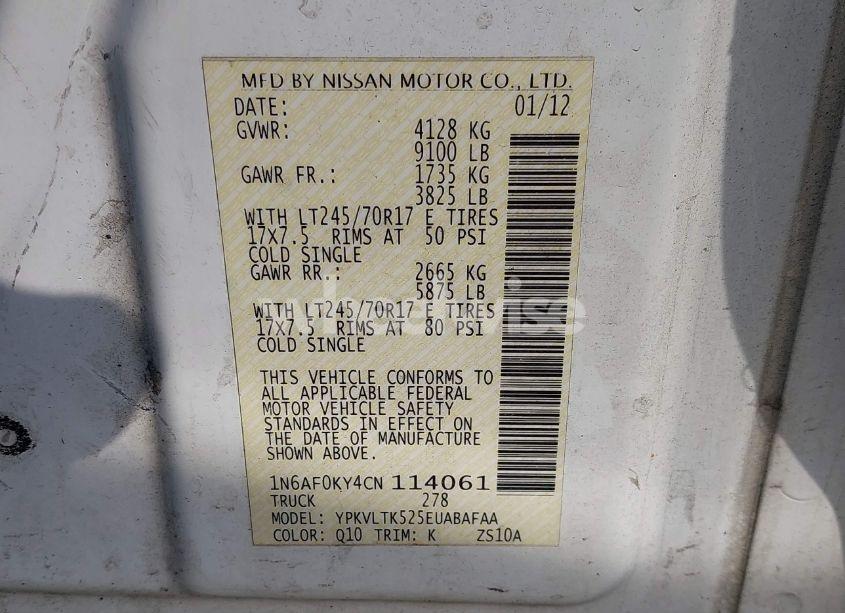 MFD BY NISSAN MOTOR CO., LTD.
DATE: 01/12
GVWR: 4128 KG
9100 LB
GAWR FR.: 1735 KG
3825 LB
WITH LT245/70R17 E TIRES
17X7.5 RIMS AT 50 PSI
COLD SINGLE
GAWR RR.: 2665 KG
5875 LB
WITH LT245/70R17 E TIRES
17X7.5 RIMS AT 80 PSI
COLD SINGLE
THIS VEHICLE CONFORMS TO
ALL APPLICABLE FEDERAL
MOTOR VEHICLE SAFETY
STANDARDS IN EFFECT ON
THE DATE OF MANUFACTURE
SHOWN ABOVE.
1N6AF0KY4CN 114061
TRUCK 278
MODEL: YPKVLTK525EUABAFAA
COLOR: Q10 TRIM: K ZS10A